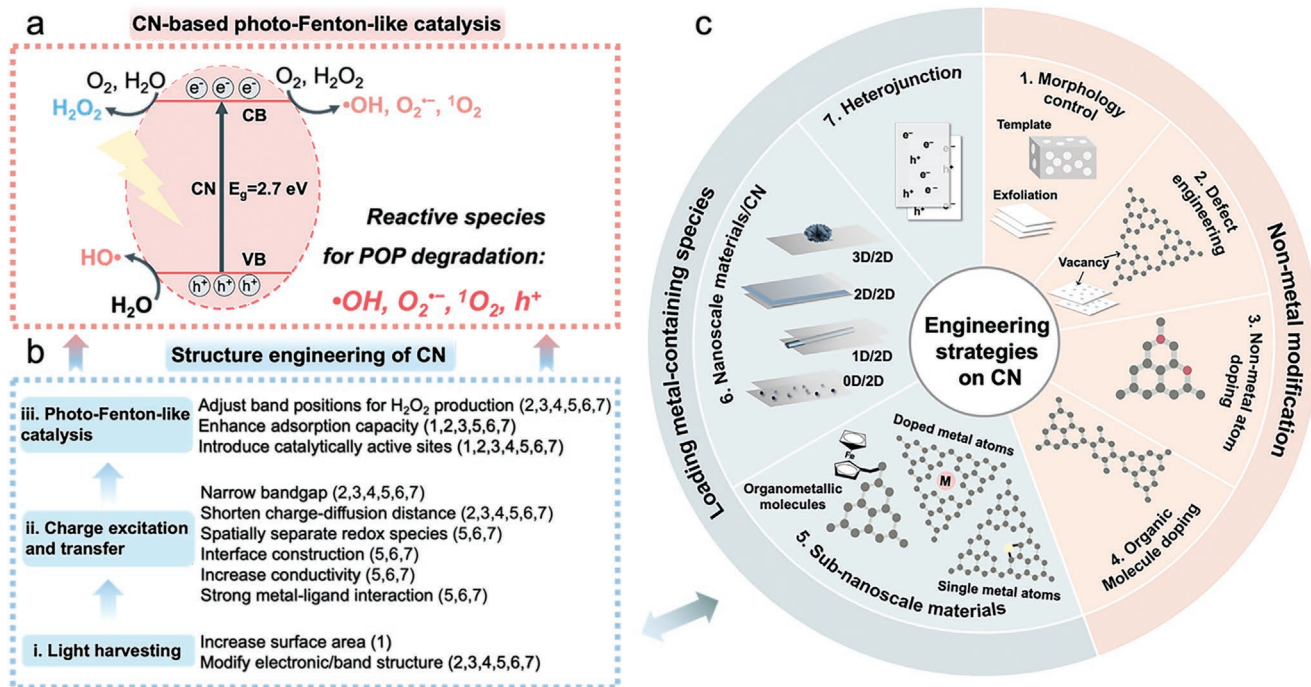 a
CN-based photo-Fenton-like catalysis
O₂, H₂O
e⁻ e⁻ e⁻
O₂, H₂O₂
H₂O₂
CB
•OH, O₂•⁻, ¹O₂
CN
E₉=2.7 eV
HO•
VB
h⁺ h⁺ h⁺
H₂O
Reactive species
for POP degradation:
•OH, O₂•⁻, ¹O₂, h⁺
b
Structure engineering of CN
iii. Photo-Fenton-like
catalysis
Adjust band positions for H₂O₂ production (2,3,4,5,6,7)
Enhance adsorption capacity (1,2,3,5,6,7)
Introduce catalytically active sites (1,2,3,4,5,6,7)
ii. Charge excitation
and transfer
Narrow bandgap (2,3,4,5,6,7)
Shorten charge-diffusion distance (2,3,4,5,6,7)
Spatially separate redox species (5,6,7)
Interface construction (5,6,7)
Increase conductivity (5,6,7)
Strong metal-ligand interaction (5,6,7)
i. Light harvesting
Increase surface area (1)
Modify electronic/band structure (2,3,4,5,6,7)
c
Engineering
strategies
on CN
Non-metal modification
1. Morphology
control
Template
Exfoliation
2. Defect
engineering
Vacancy
3. Non-metal atom
doping
4. Organic
Molecule doping
Loading metal-containing species
5. Sub-nanoscale materials
Doped metal atoms
M
Fe
Organometallic
molecules
Single metal atoms
6. Nanoscale materials/CN
3D/2D
2D/2D
1D/2D
0D/2D
7. Heterojunction
e⁻
e⁻
h⁺
h⁺
e⁻
h⁺
e⁻
e⁻
h⁺
h⁺